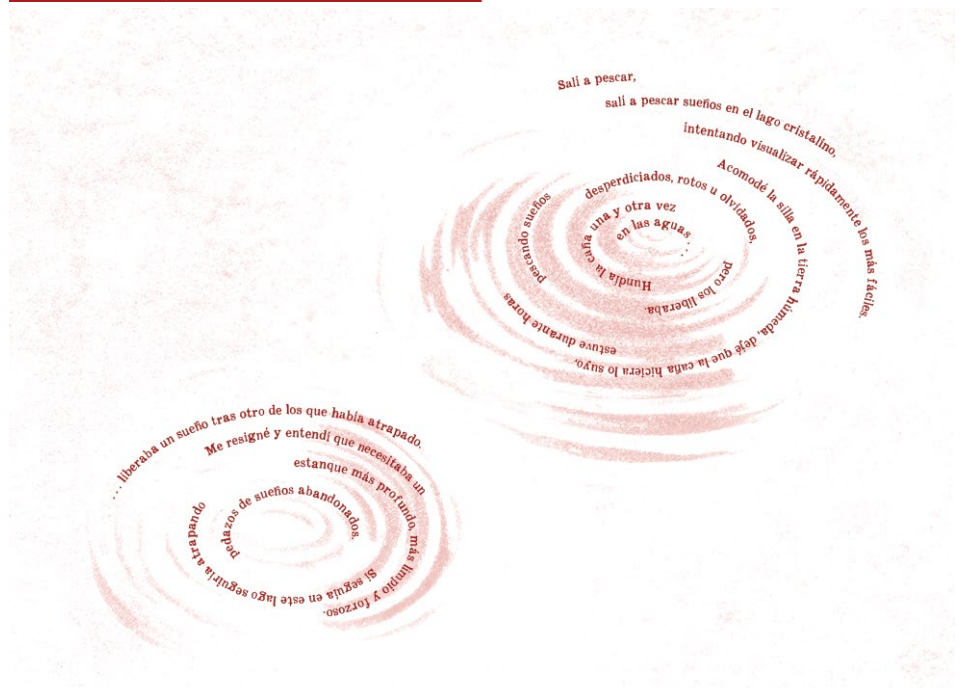 Salí a pescar,
salí a pescar sueños en el lago cristalino,
intentando visualizar rápidamente los más fáciles.
Acomodé la silla en la tierra húmeda, dejé que la caña hiciera lo suyo,
estuve durante horas
pescando sueños
desperdiciados, rotos u olvidados,
pero los liberaba.
Hundía la caña una y otra vez
en las aguas...
... liberaba un sueño tras otro de los que había atrapado.
Me resigné y entendí que necesitaba un
estanque más profundo, más limpio y forzoso.
Si seguía en este lago seguiría atrapando
pedazos de sueños abandonados.